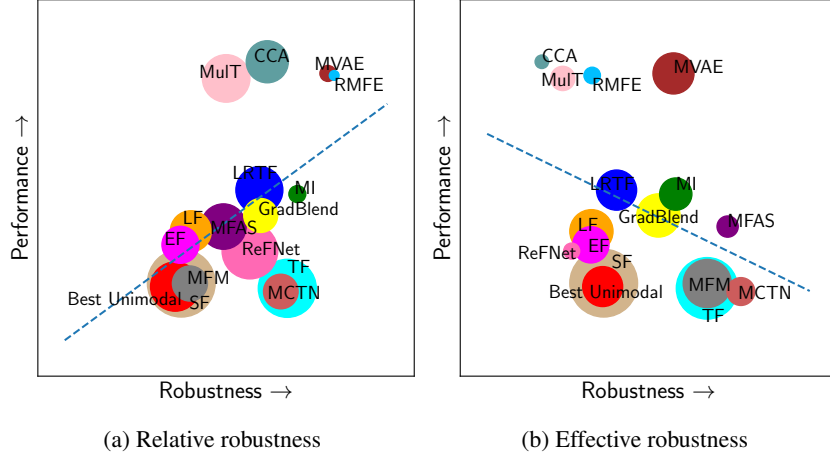 Performance →
CCA
MulT
MVAE
RMFE
LRTF
MI
GradBlend
LF
MFAS
EF
ReFNet
TF
MFM
MCTN
Best Unimodal
SF
Robustness →
(a) Relative robustness
Performance →
CCA
MVAE
MulT
RMFE
LRTF
MI
GradBlend
MFAS
LF
EF
ReFNet
SF
Best Unimodal
MFM
MCTN
TF
Robustness →
(b) Effective robustness